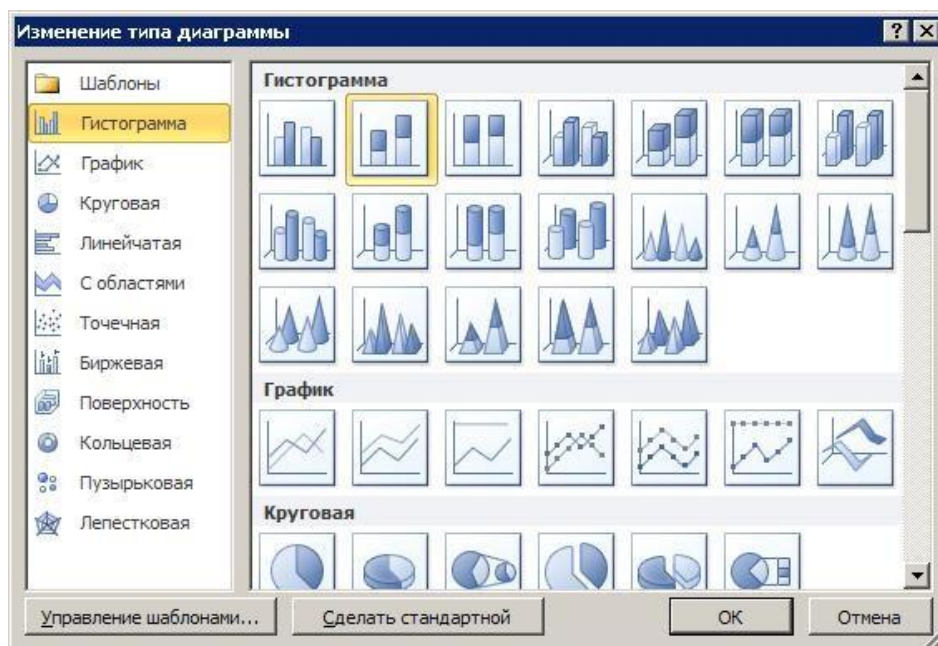 Изменение типа диаграммы
Шаблоны
Гистограмма
График
Круговая
Линейчатая
С областями
Точечная
Биржевая
Поверхность
Кольцевая
Пузырьковая
Лепестковая
Гистограмма
График
Круговая
Управление шаблонами...
Сделать стандартной
ОК
Отмена